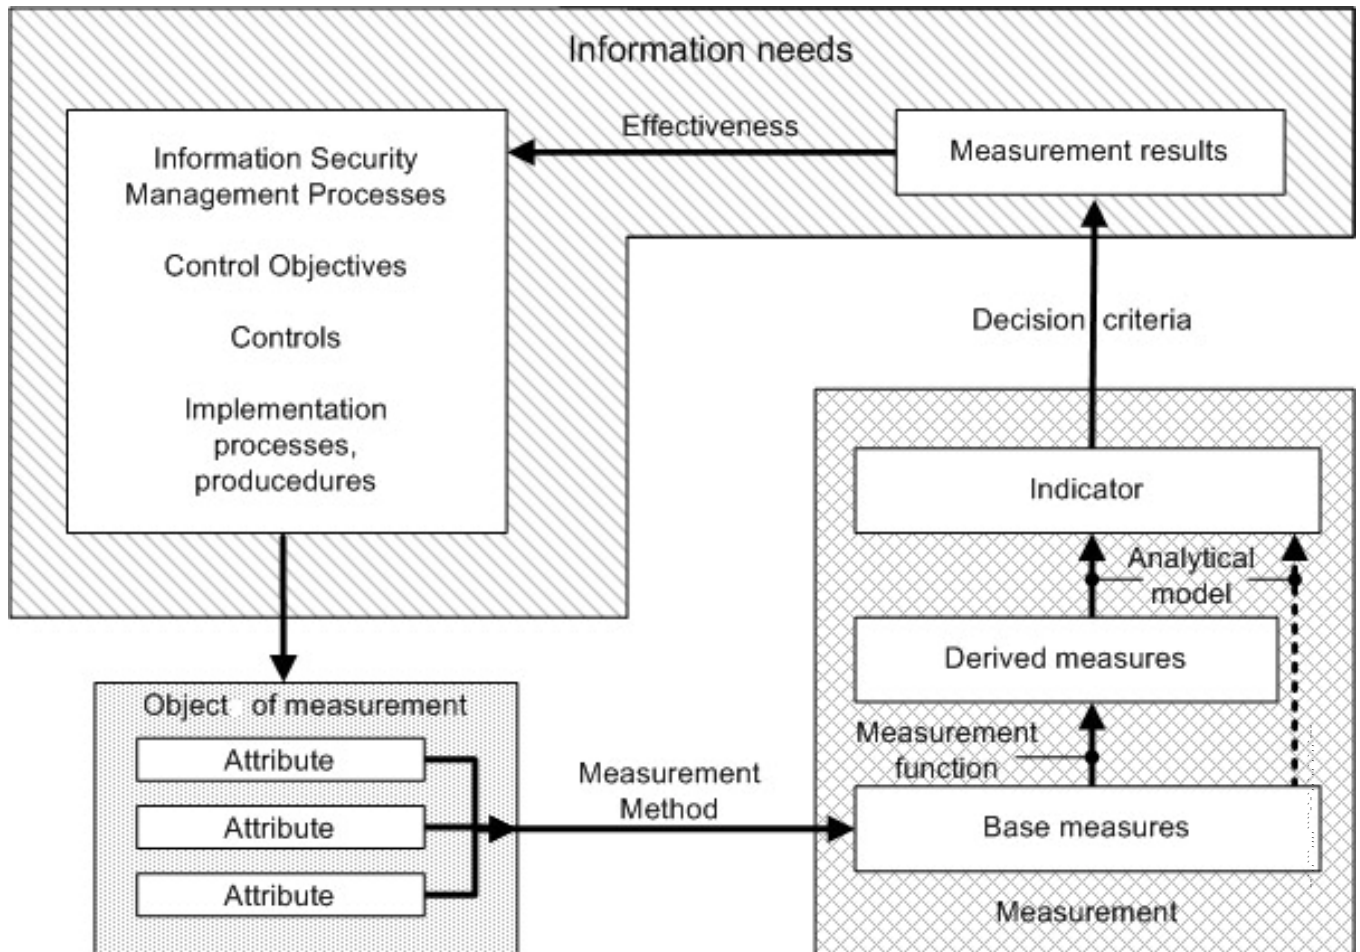 Information needs
Effectiveness
Measurement results
Information Security
Management Processes
Control Objectives
Controls
Implementation
processes,
producedures
Decision criteria
Indicator
Analytical
model
Derived measures
Measurement
function
Base measures
Measurement
Object of measurement
Attribute
Attribute
Attribute
Measurement
Method